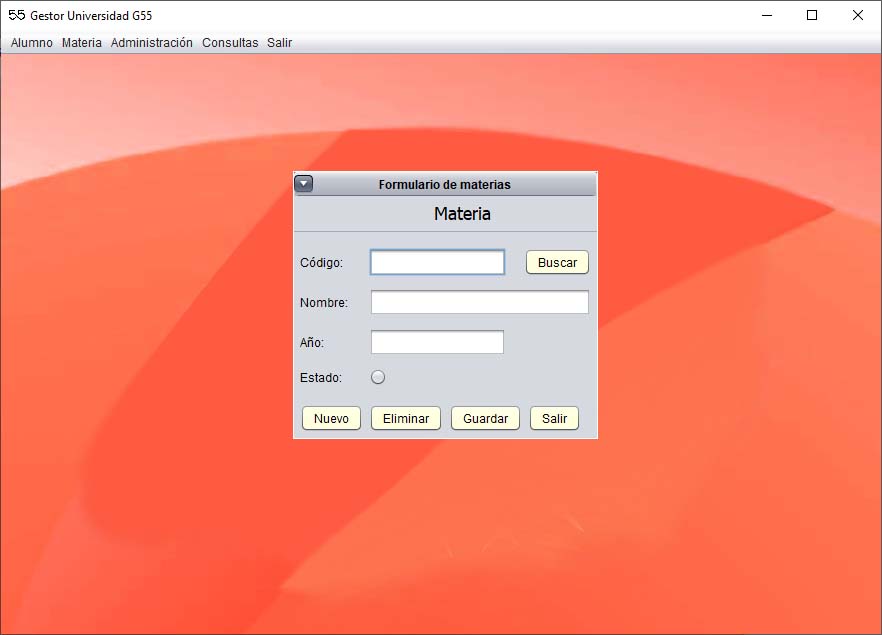 55 Gestor Universidad G55
Alumno Materia Administración Consultas Salir
Formulario de materias
Materia
Código: Buscar
Nombre:
Año:
Estado:
Nuevo Eliminar Guardar Salir